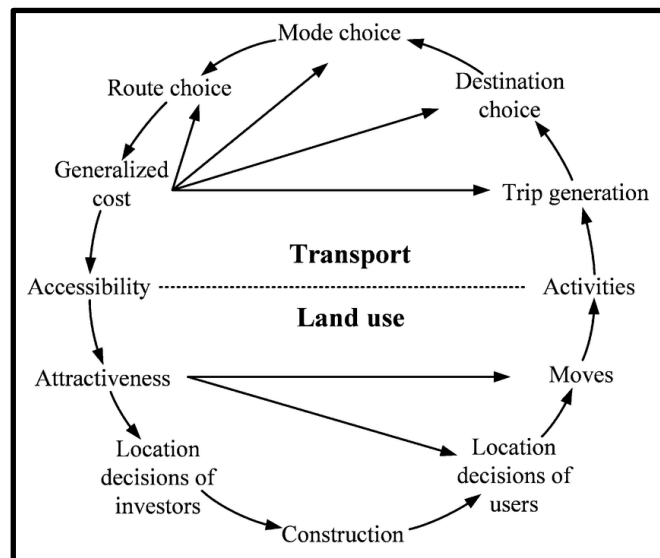 Mode choice
Route choice
Destination
choice
Generalized
cost
Trip generation
Transport
Accessibility
Activities
Land use
Attractiveness
Moves
Location
decisions of
investors
Location
decisions of
users
Construction